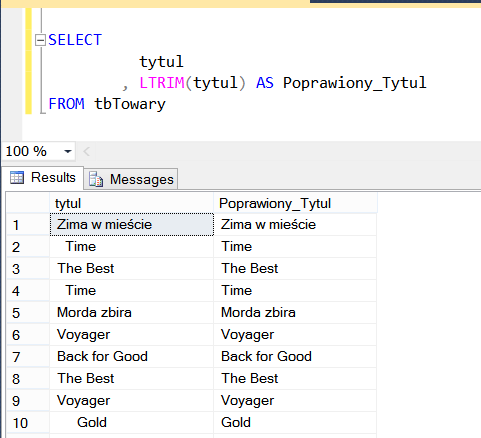 SELECT
tytul
, LTRIM(tytul) AS Poprawiony_Tytul
FROM tbTowary
100 %
Results Messages
tytul Poprawiony_Tytul
1 Zima w mieście Zima w mieście
2 Time Time
3 The Best The Best
4 Time Time
5 Morda zbira Morda zbira
6 Voyager Voyager
7 Back for Good Back for Good
8 The Best The Best
9 Voyager Voyager
10 Gold Gold